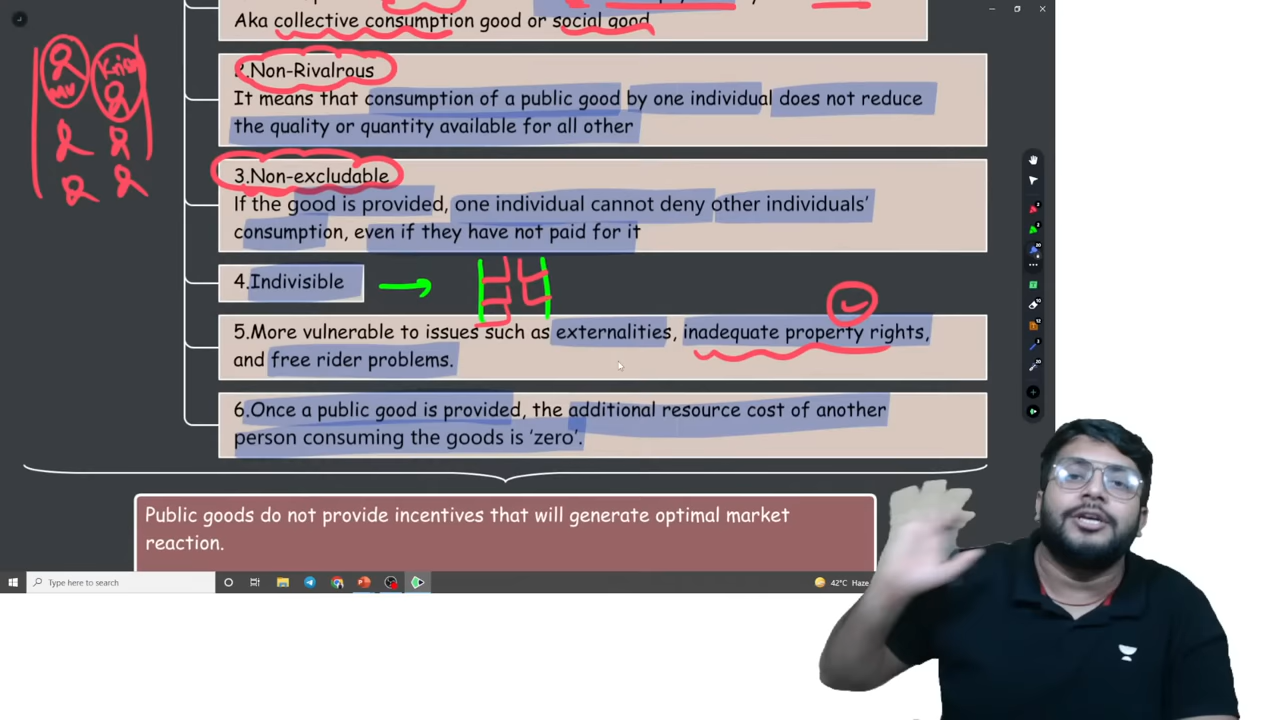 Aka collective consumption good or social good
2.Non-Rivalrous
It means that consumption of a public good by one individual does not reduce
the quality or quantity available for all other
3.Non-excludable
If the good is provided, one individual cannot deny other individuals'
consumption, even if they have not paid for it
4.Indivisible
5.More vulnerable to issues such as externalities, inadequate property rights,
and free rider problems.
6.Once a public good is provided, the additional resource cost of another
person consuming the goods is 'zero'.
Public goods do not provide incentives that will generate optimal market
reaction.
Type here to search
42°C Haze